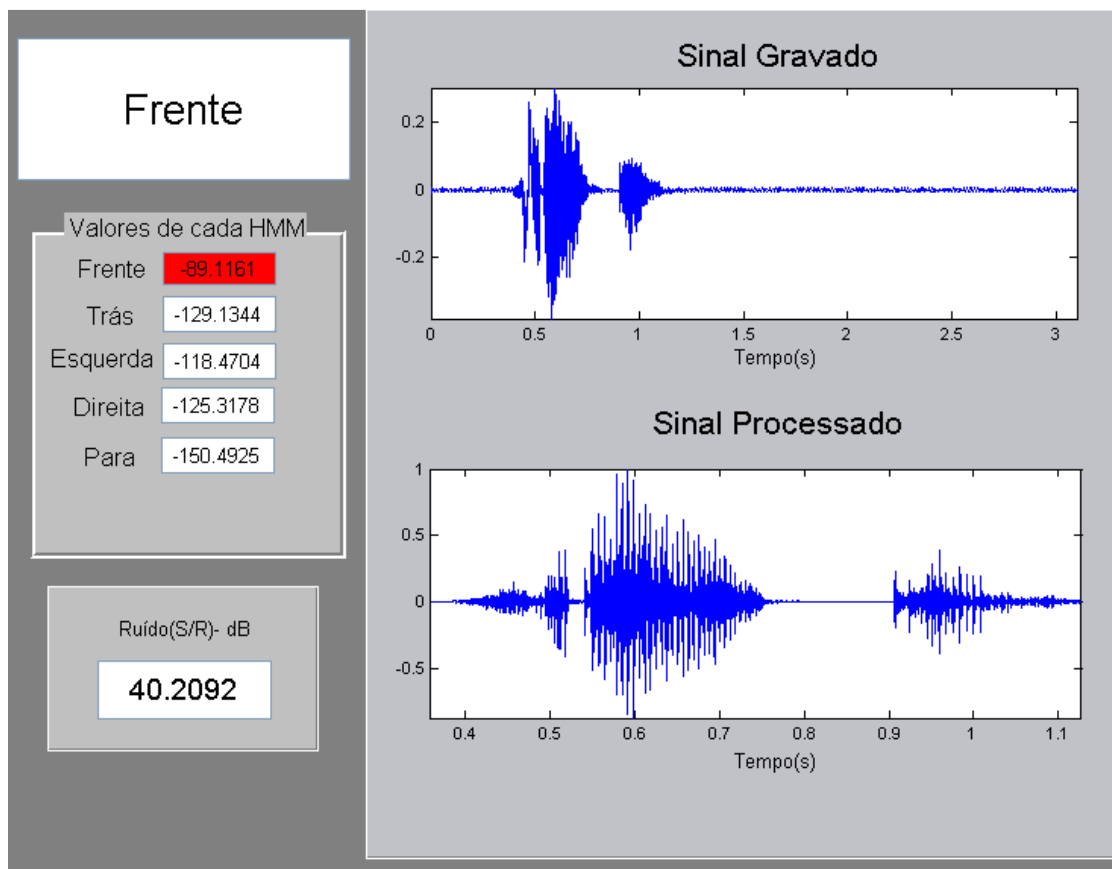 Frente
Valores de cada HMM
Frente -89.1161
Trás -129.1344
Esquerda -118.4704
Direita -125.3178
Para -150.4925
Ruído(S/R)- dB
40.2092
Sinal Gravado
0.2
0
-0.2
0 0.5 1 1.5 2 2.5 3
Tempo(s)
Sinal Processado
1
0.5
0
-0.5
0.4 0.5 0.6 0.7 0.8 0.9 1 1.1
Tempo(s)